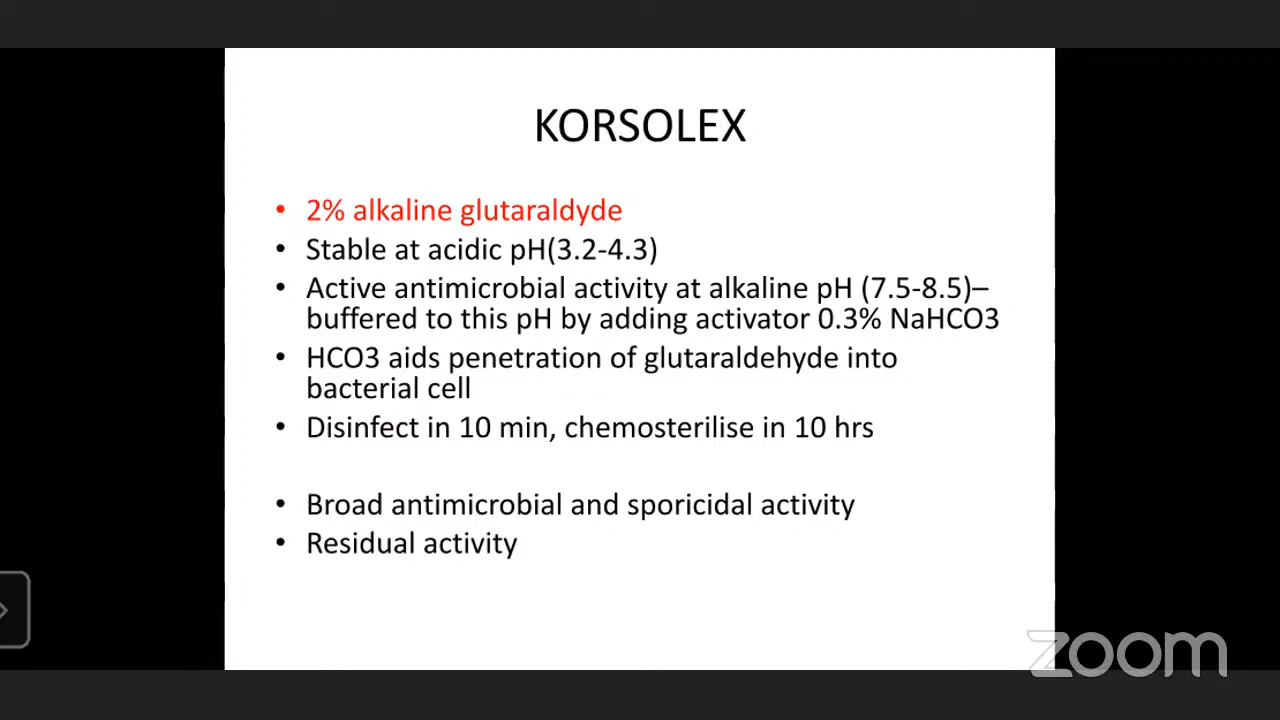 KORSOLEX
• 2% alkaline glutaraldyde
• Stable at acidic pH(3.2-4.3)
• Active antimicrobial activity at alkaline pH (7.5-8.5)–
buffered to this pH by adding activator 0.3% NaHCO3
• HCO3 aids penetration of glutaraldehyde into
bacterial cell
• Disinfect in 10 min, chemosterilise in 10 hrs
• Broad antimicrobial and sporicidal activity
• Residual activity
zoom